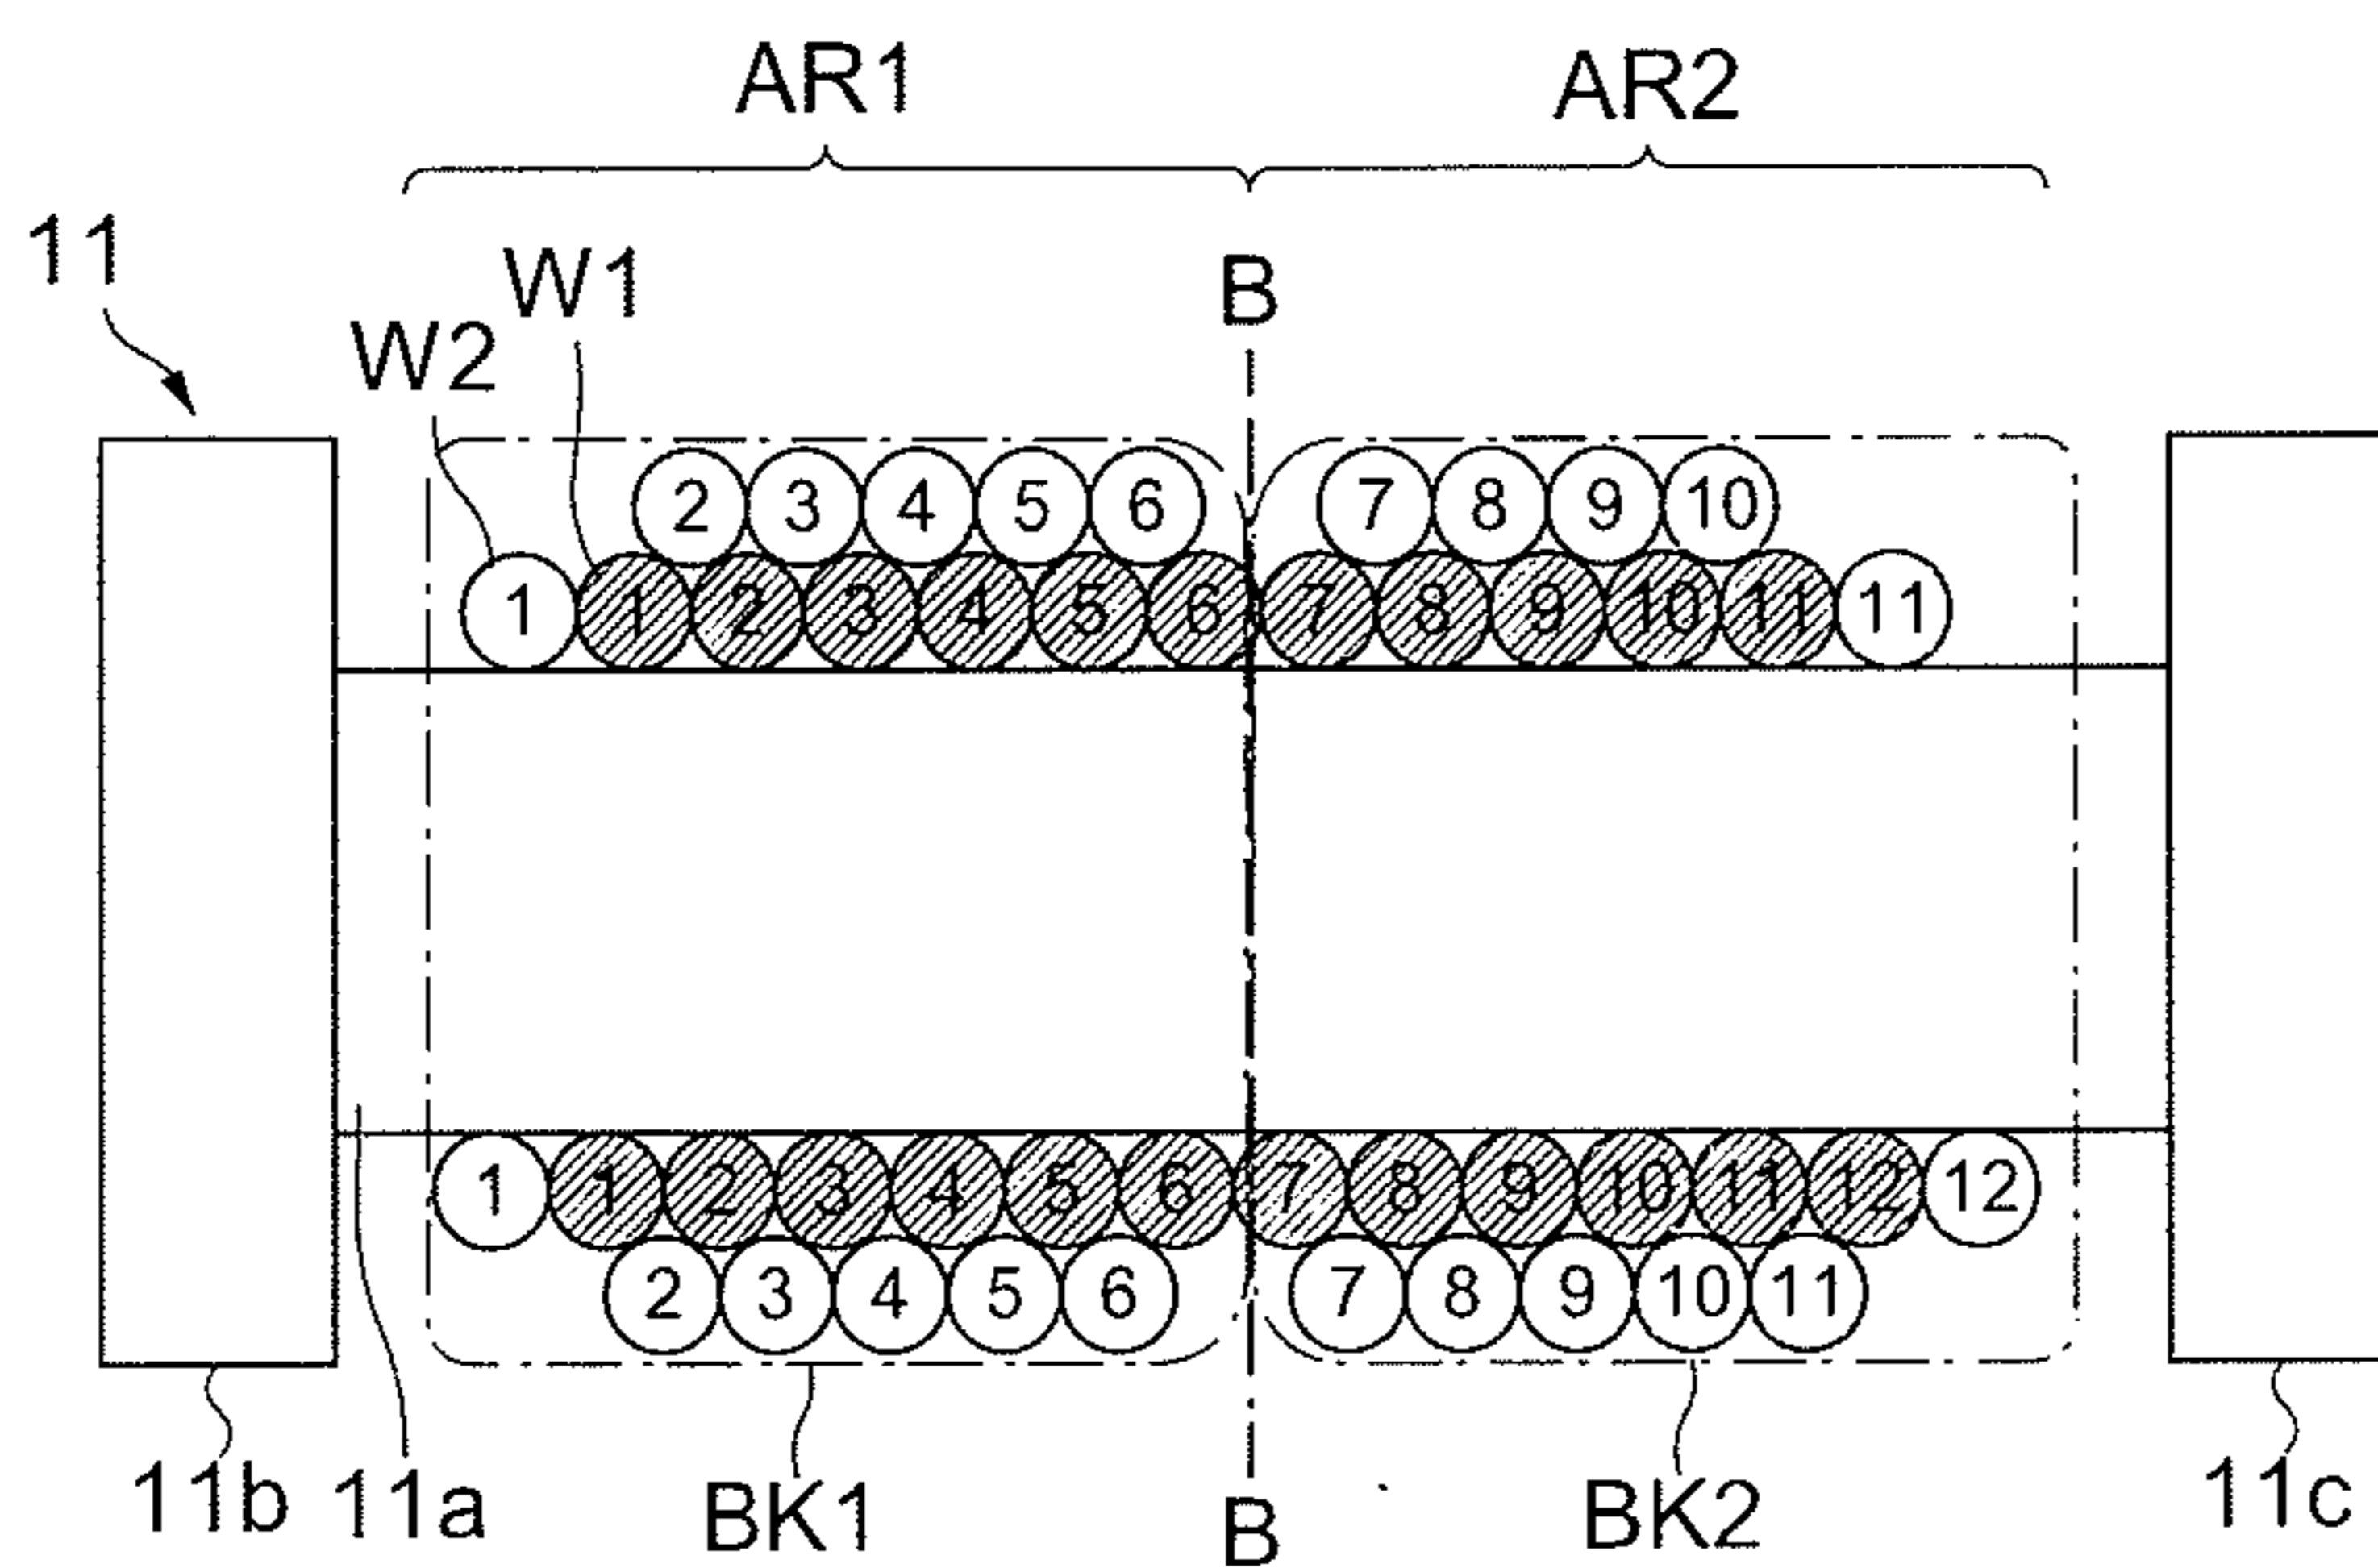 AR1 AR2
11 W1 B
W2
2 3 4 5 6 7 8 9 10
1 1 2 3 4 5 6 7 8 9 10 11 11
1 1 2 3 4 5 6 7 8 9 10 11 12 12
2 3 4 5 6 7 8 9 10 11
11b 11a BK1 B BK2 11c